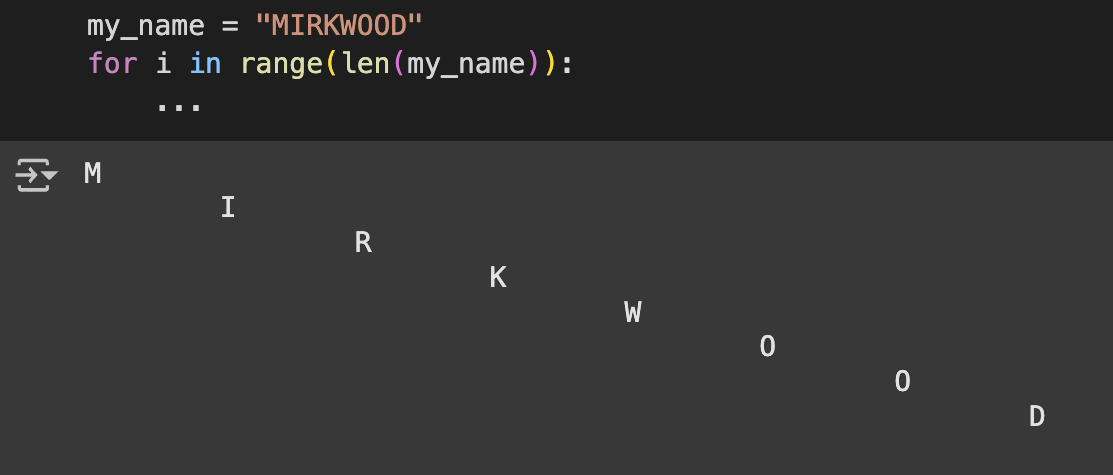 my_name = "MIRKWOOD"
for i in range(len(my_name)):
    ...
M
        I
                R
                        K
                                W
                                        O
                                                O
                                                        D